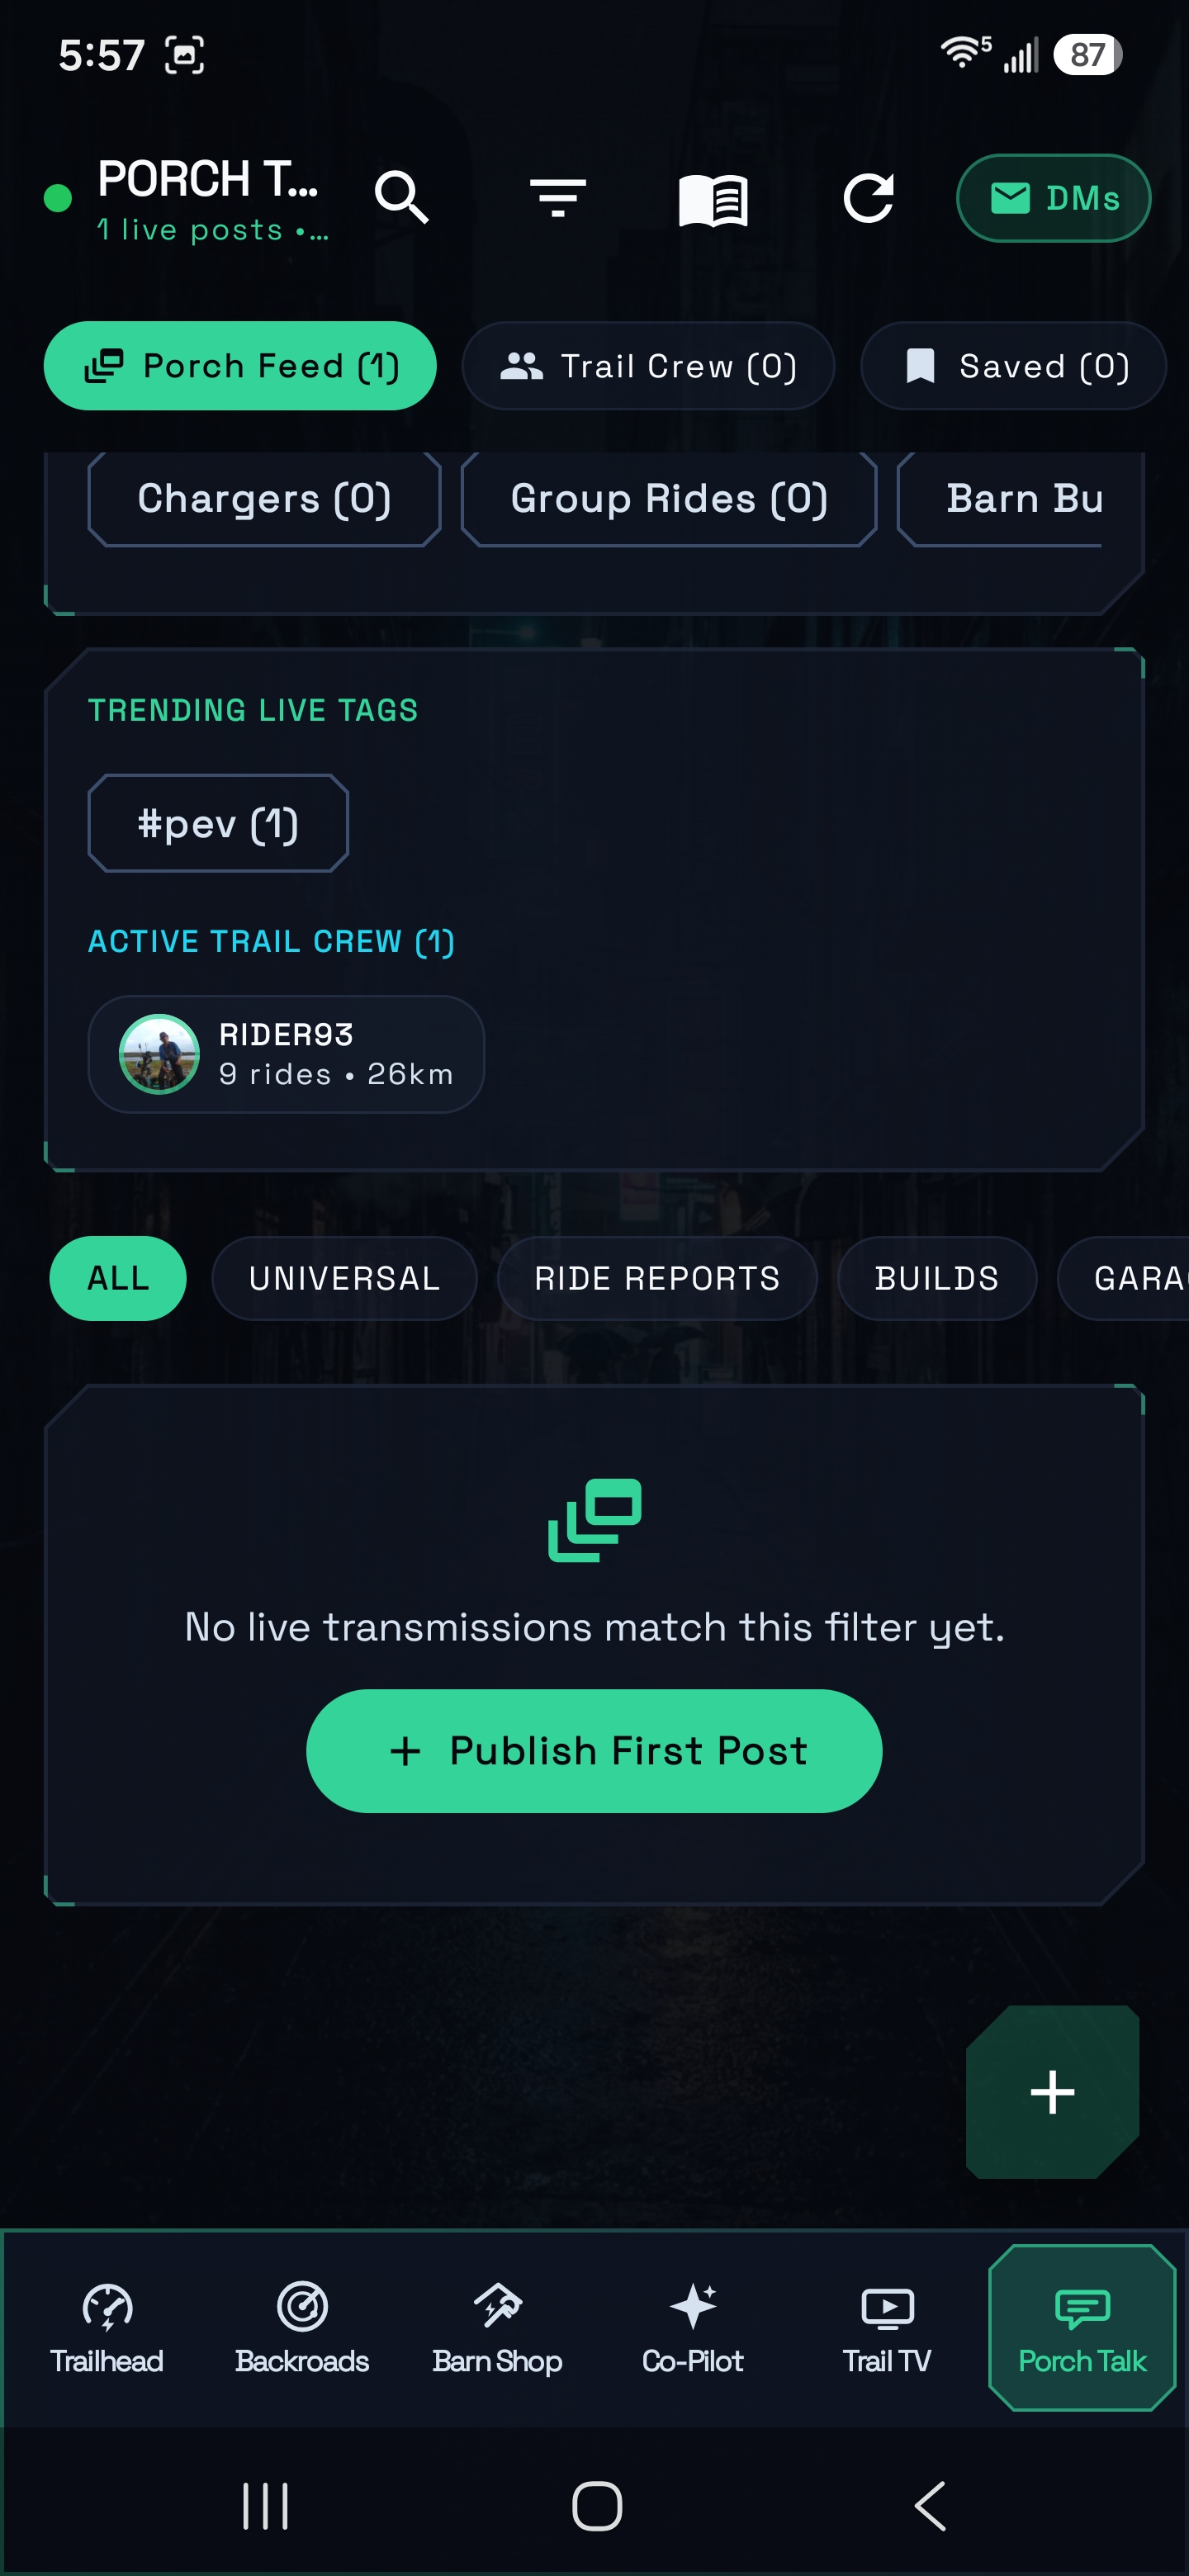 5:57
5
87
PORCH T...
1 live posts •...
DMs
Porch Feed (1)
Trail Crew (0)
Saved (0)
Chargers (0)
Group Rides (0)
Barn Bu
TRENDING LIVE TAGS
#pev (1)
ACTIVE TRAIL CREW (1)
RIDER93
9 rides • 26km
ALL
UNIVERSAL
RIDE REPORTS
BUILDS
GARA
No live transmissions match this filter yet.
+ Publish First Post
+
Trailhead
Backroads
Barn Shop
Co-Pilot
Trail TV
Porch Talk